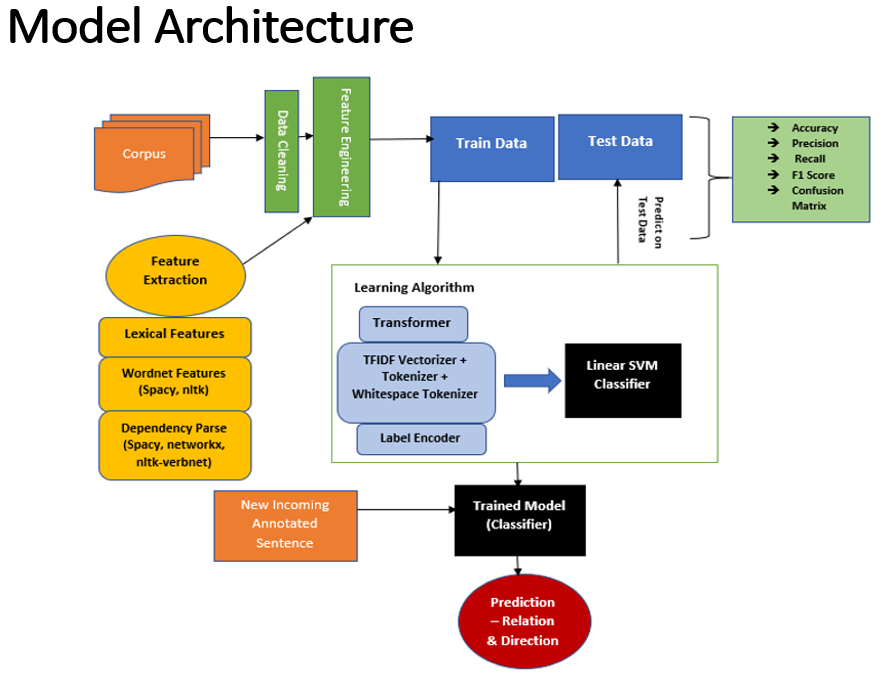 Model Architecture
Corpus
Data Cleaning
Feature Engineering
Train Data
Test Data
➔ Accuracy
➔ Precision
➔ Recall
➔ F1 Score
➔ Confusion
Matrix
Predict on
Test Data
Feature
Extraction
Lexical Features
Wordnet Features
(Spacy, nltk)
Dependency Parse
(Spacy, networkx,
nltk-verbnet)
Learning Algorithm
Transformer
TFIDF Vectorizer +
Tokenizer +
Whitespace Tokenizer
Label Encoder
Linear SVM
Classifier
New Incoming
Annotated
Sentence
Trained Model
(Classifier)
Prediction
– Relation
& Direction